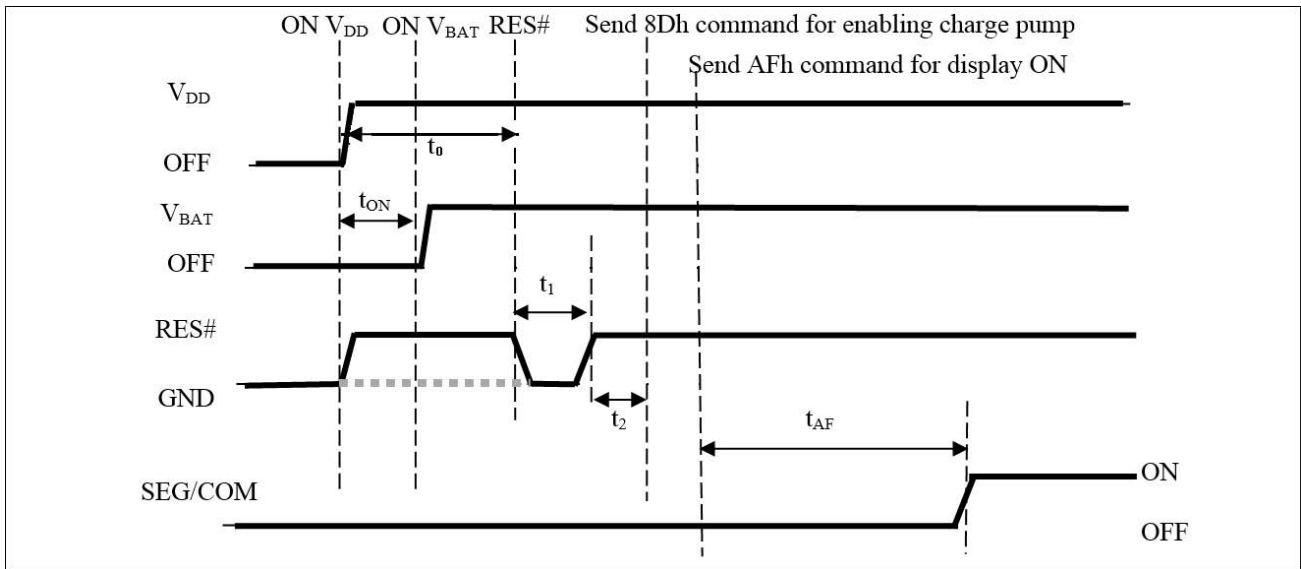 ON VDD ON VBAT RES# Send 8Dh command for enabling charge pump
Send AFh command for display ON
VDD
t0
OFF
tON
VBAT
OFF
t1
RES#
GND
t2
tAF
SEG/COM
ON
OFF